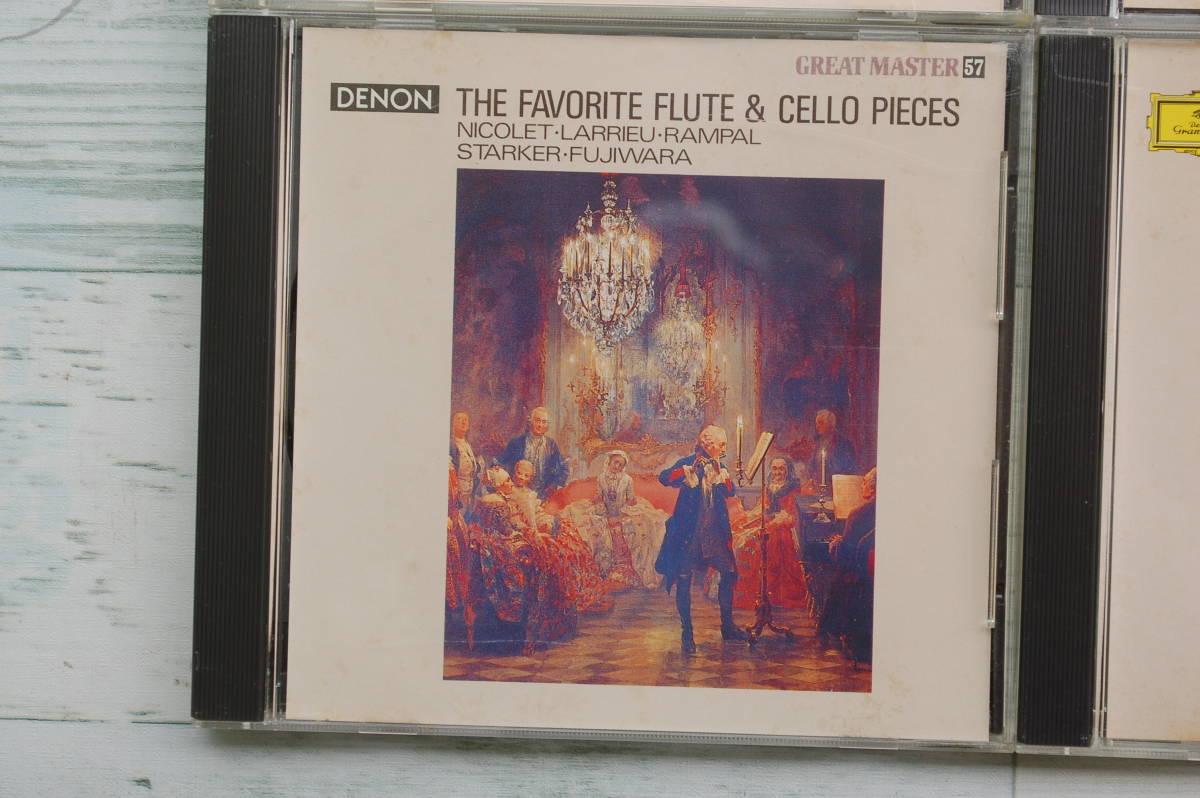 GREAT MASTER 57
DENON THE FAVORITE FLUTE & CELLO PIECES
NICOLET·LARRIEU·RAMPAL
STARKER·FUJIWARA